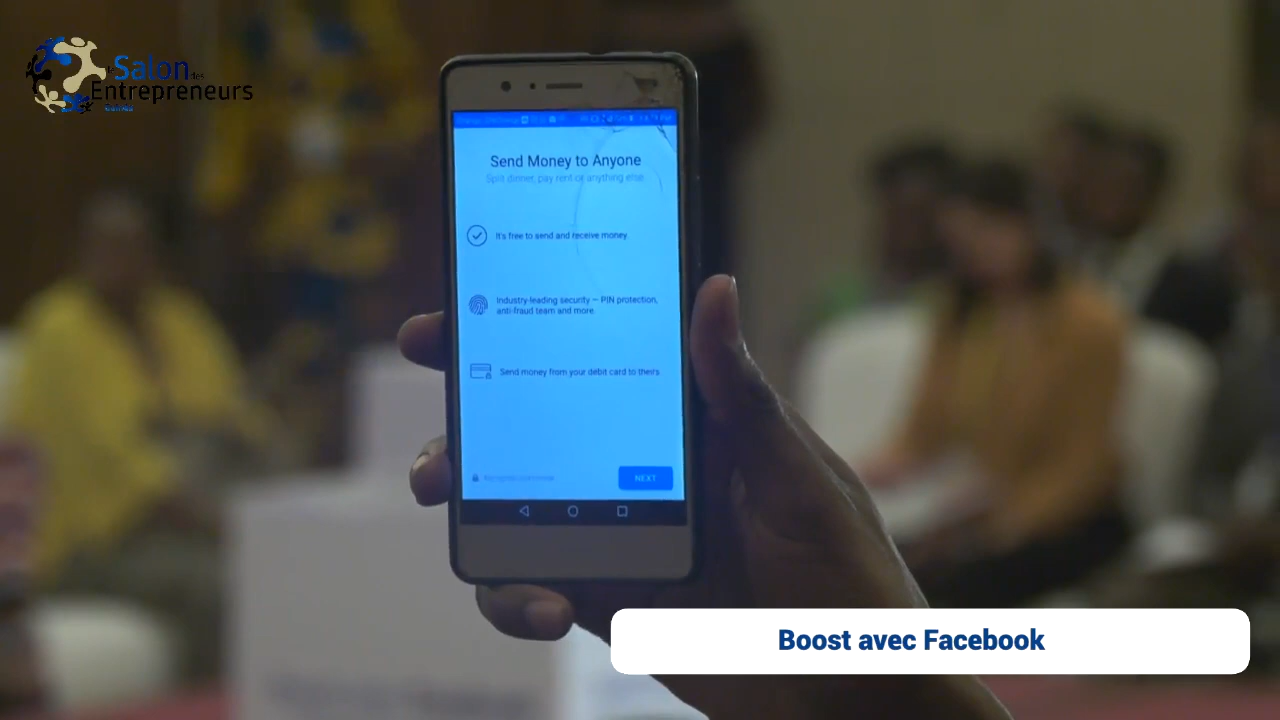 Salon des
Entrepreneurs
Send Money to Anyone
Split dinner, pay rent or anything else
It's free to send and receive money.
Industry-leading security — PIN protection,
anti-fraud team and more.
Send money from your debit card to theirs
NEXT
Boost avec Facebook